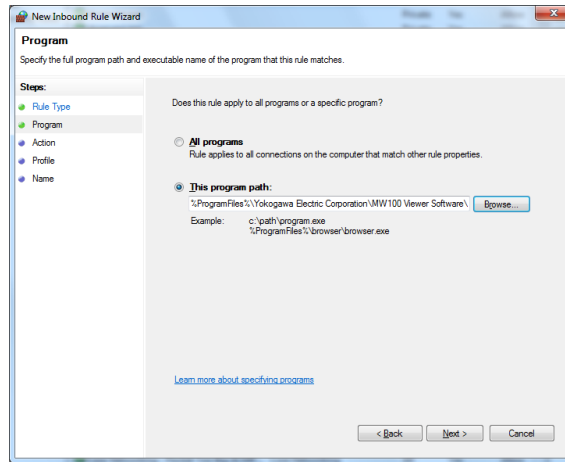 New Inbound Rule Wizard
Program
Specify the full program path and executable name of the program that this rule matches.
Steps:
Rule Type
Program
Action
Profile
Name
Does this rule apply to all programs or a specific program?
All programs
Rule applies to all connections on the computer that match other rule properties.
This program path:
%ProgramFiles%\Yokogawa Electric Corporation\MW100 Viewer Software\
Browse...
Example:
c:\path\program.exe
%ProgramFiles%\browser\browser.exe
Learn more about specifying programs
< Back
Next >
Cancel